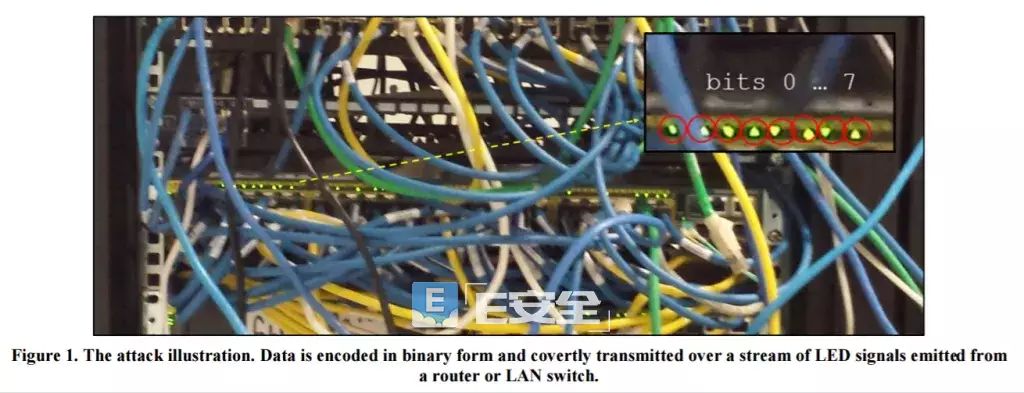 bits 0 … 7
E E安全
Figure 1. The attack illustration. Data is encoded in binary form and covertly transmitted over a stream of LED signals emitted from
a router or LAN switch.